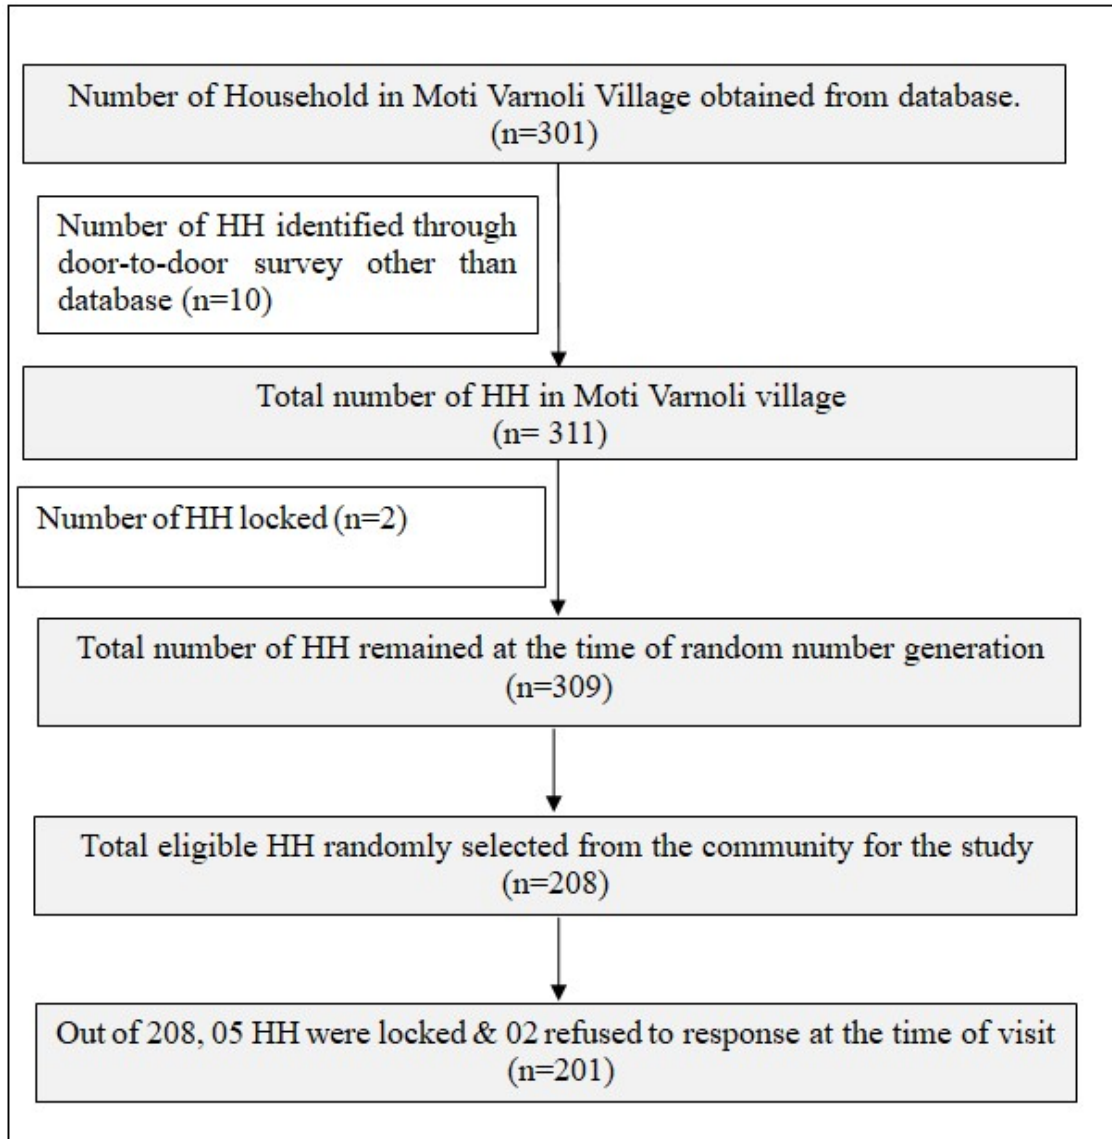 Number of Household in Moti Varnoli Village obtained from database.
(n=301)
Number of HH identified through
door-to-door survey other than
database (n=10)
Total number of HH in Moti Varnoli village
(n= 311)
Number of HH locked (n=2)
Total number of HH remained at the time of random number generation
(n=309)
Total eligible HH randomly selected from the community for the study
(n=208)
Out of 208, 05 HH were locked & 02 refused to response at the time of visit
(n=201)